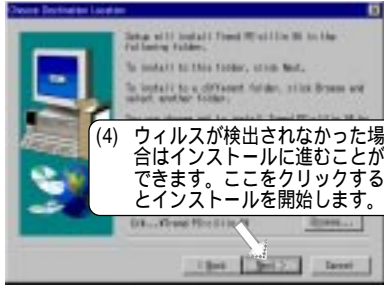 Choose Destination Location
Setup will install Trend PC-cillin 98 in the
following folder.
To install to this folder, click Next.
To install to a different folder, click Browse and
select another folder.
(4) ウィルスが検出されなかった場
合はインストールに進むことが
できます。ここをクリックする
とインストールを開始します。
C:\...\Trend PC-cillin 98
Browse...
< Back
Next >
Cancel